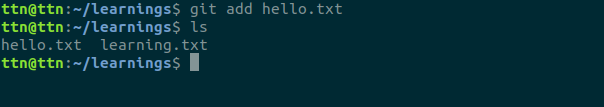 ttn@ttn:~/learnings$ git add hello.txt
ttn@ttn:~/learnings$ ls
hello.txt  learning.txt
ttn@ttn:~/learnings$